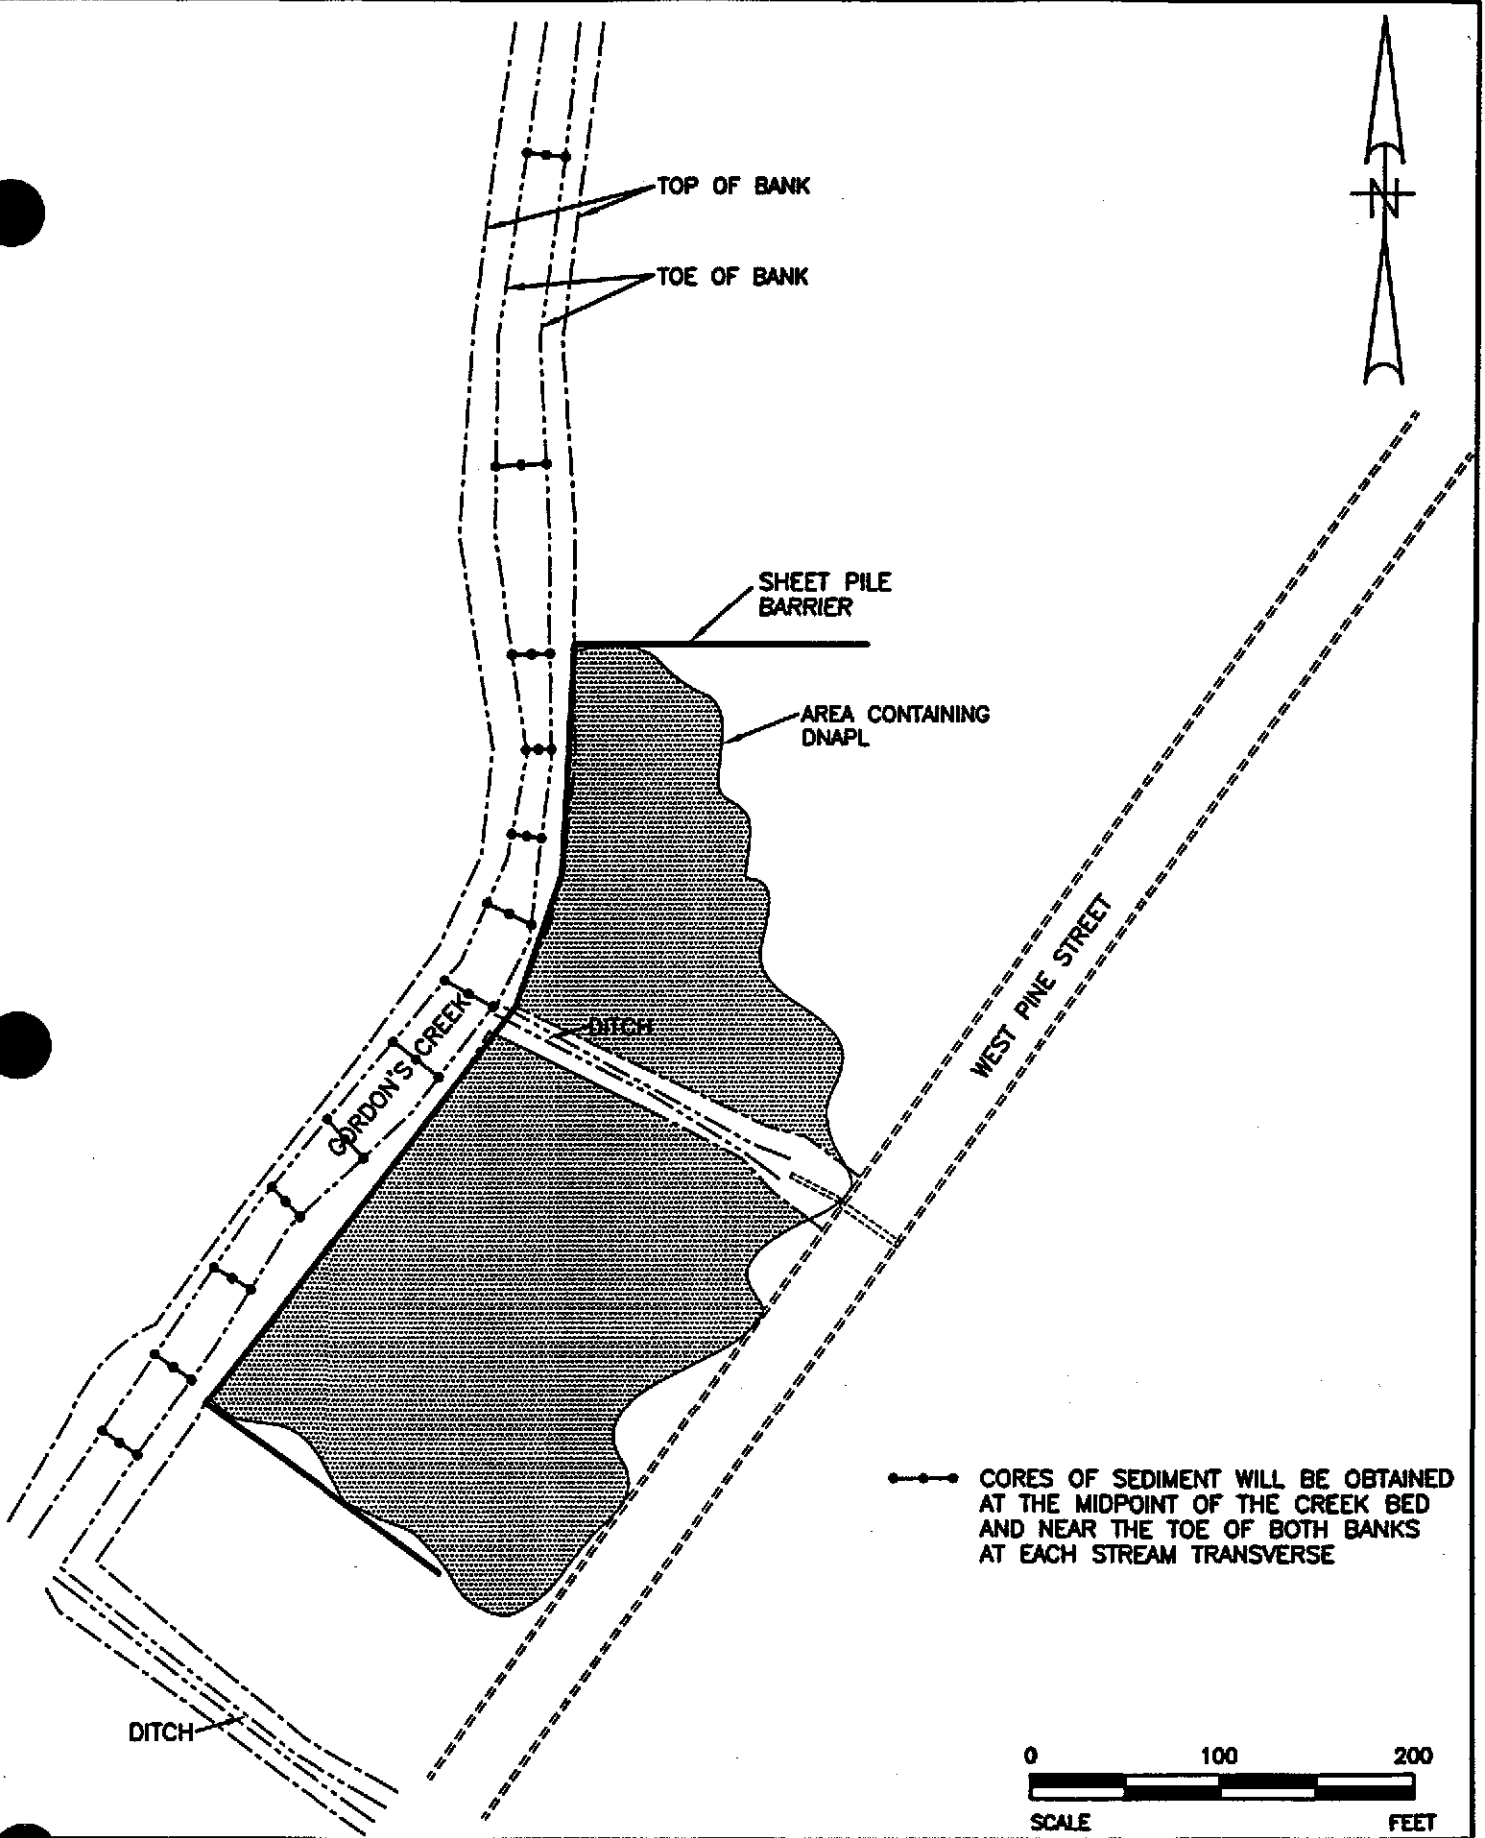 N
TOP OF BANK
TOE OF BANK
SHEET PILE
BARRIER
AREA CONTAINING
DNAPL
WEST PINE STREET
DITCH
GORDON'S CREEK
CORES OF SEDIMENT WILL BE OBTAINED
AT THE MIDPOINT OF THE CREEK BED
AND NEAR THE TOE OF BOTH BANKS
AT EACH STREAM TRANSVERSE
DITCH
0 100 200
SCALE FEET